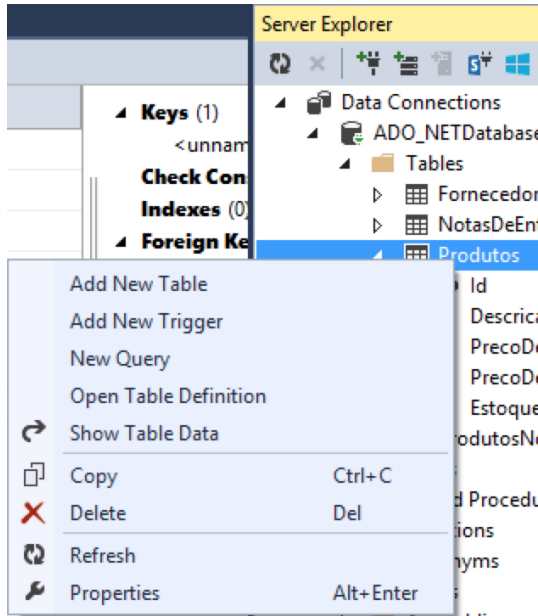 Server Explorer
Data Connections
ADO_NETDatabase
Tables
Keys (1)
<unnam
Fornecedor
Check Con
NotasDeEnt
Indexes (0)
Foreign Ke
Produtos
Add New Table
Id
Add New Trigger
Descrica
New Query
PrecoDe
Open Table Definition
PrecoDe
Show Table Data
Estoque
odutosNo
Copy Ctrl+C
Delete Del
d Procedu
ions
Refresh
nyms
Properties Alt+Enter